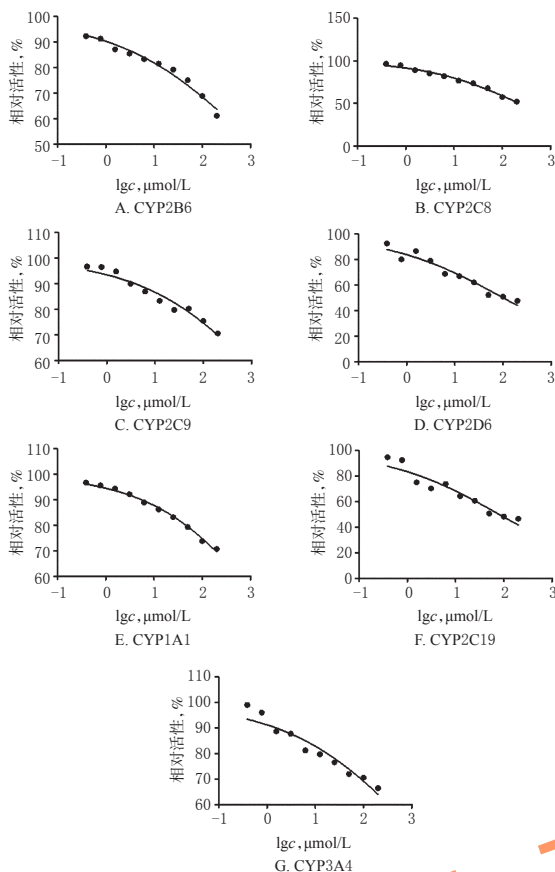 相对活性, %
100
90
80
70
60
50
−1 0 1 2 3
lgc, μmol/L
A. CYP2B6
相对活性, %
150
100
50
0
−1 0 1 2 3
lgc, μmol/L
B. CYP2C8
相对活性, %
110
100
90
80
70
60
−1 0 1 2 3
lgc, μmol/L
C. CYP2C9
相对活性, %
100
80
60
40
20
0
−1 0 1 2 3
lgc, μmol/L
D. CYP2D6
相对活性, %
110
100
90
80
70
60
−1 0 1 2 3
lgc, μmol/L
E. CYP1A1
相对活性, %
100
80
60
40
20
0
−1 0 1 2 3
lgc, μmol/L
F. CYP2C19
相对活性, %
110
100
90
80
70
60
−1 0 1 2 3
lgc, μmol/L
G. CYP3A4